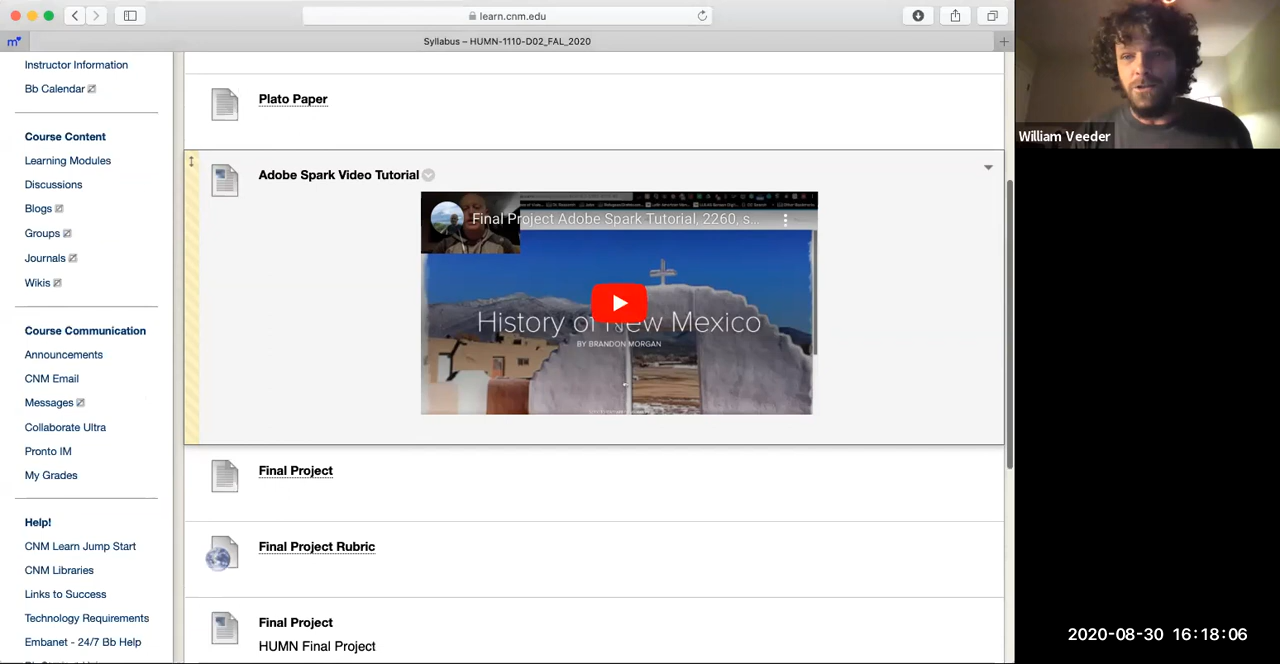 learn.cnm.edu
Syllabus – HUMN-1110-D02_FAL_2020
Instructor Information
Bb Calendar
Course Content
Learning Modules
Discussions
Blogs
Groups
Journals
Wikis
Course Communication
Announcements
CNM Email
Messages
Collaborate Ultra
Pronto IM
My Grades
Help!
CNM Learn Jump Start
CNM Libraries
Links to Success
Technology Requirements
Embanet - 24/7 Bb Help
Plato Paper
Adobe Spark Video Tutorial
Final Project Adobe Spark Tutorial, 2260, s...
History of New Mexico
BY BRANDON MORGAN
Final Project
Final Project Rubric
Final Project
HUMN Final Project
William Veeder
2020-08-30 16:18:06